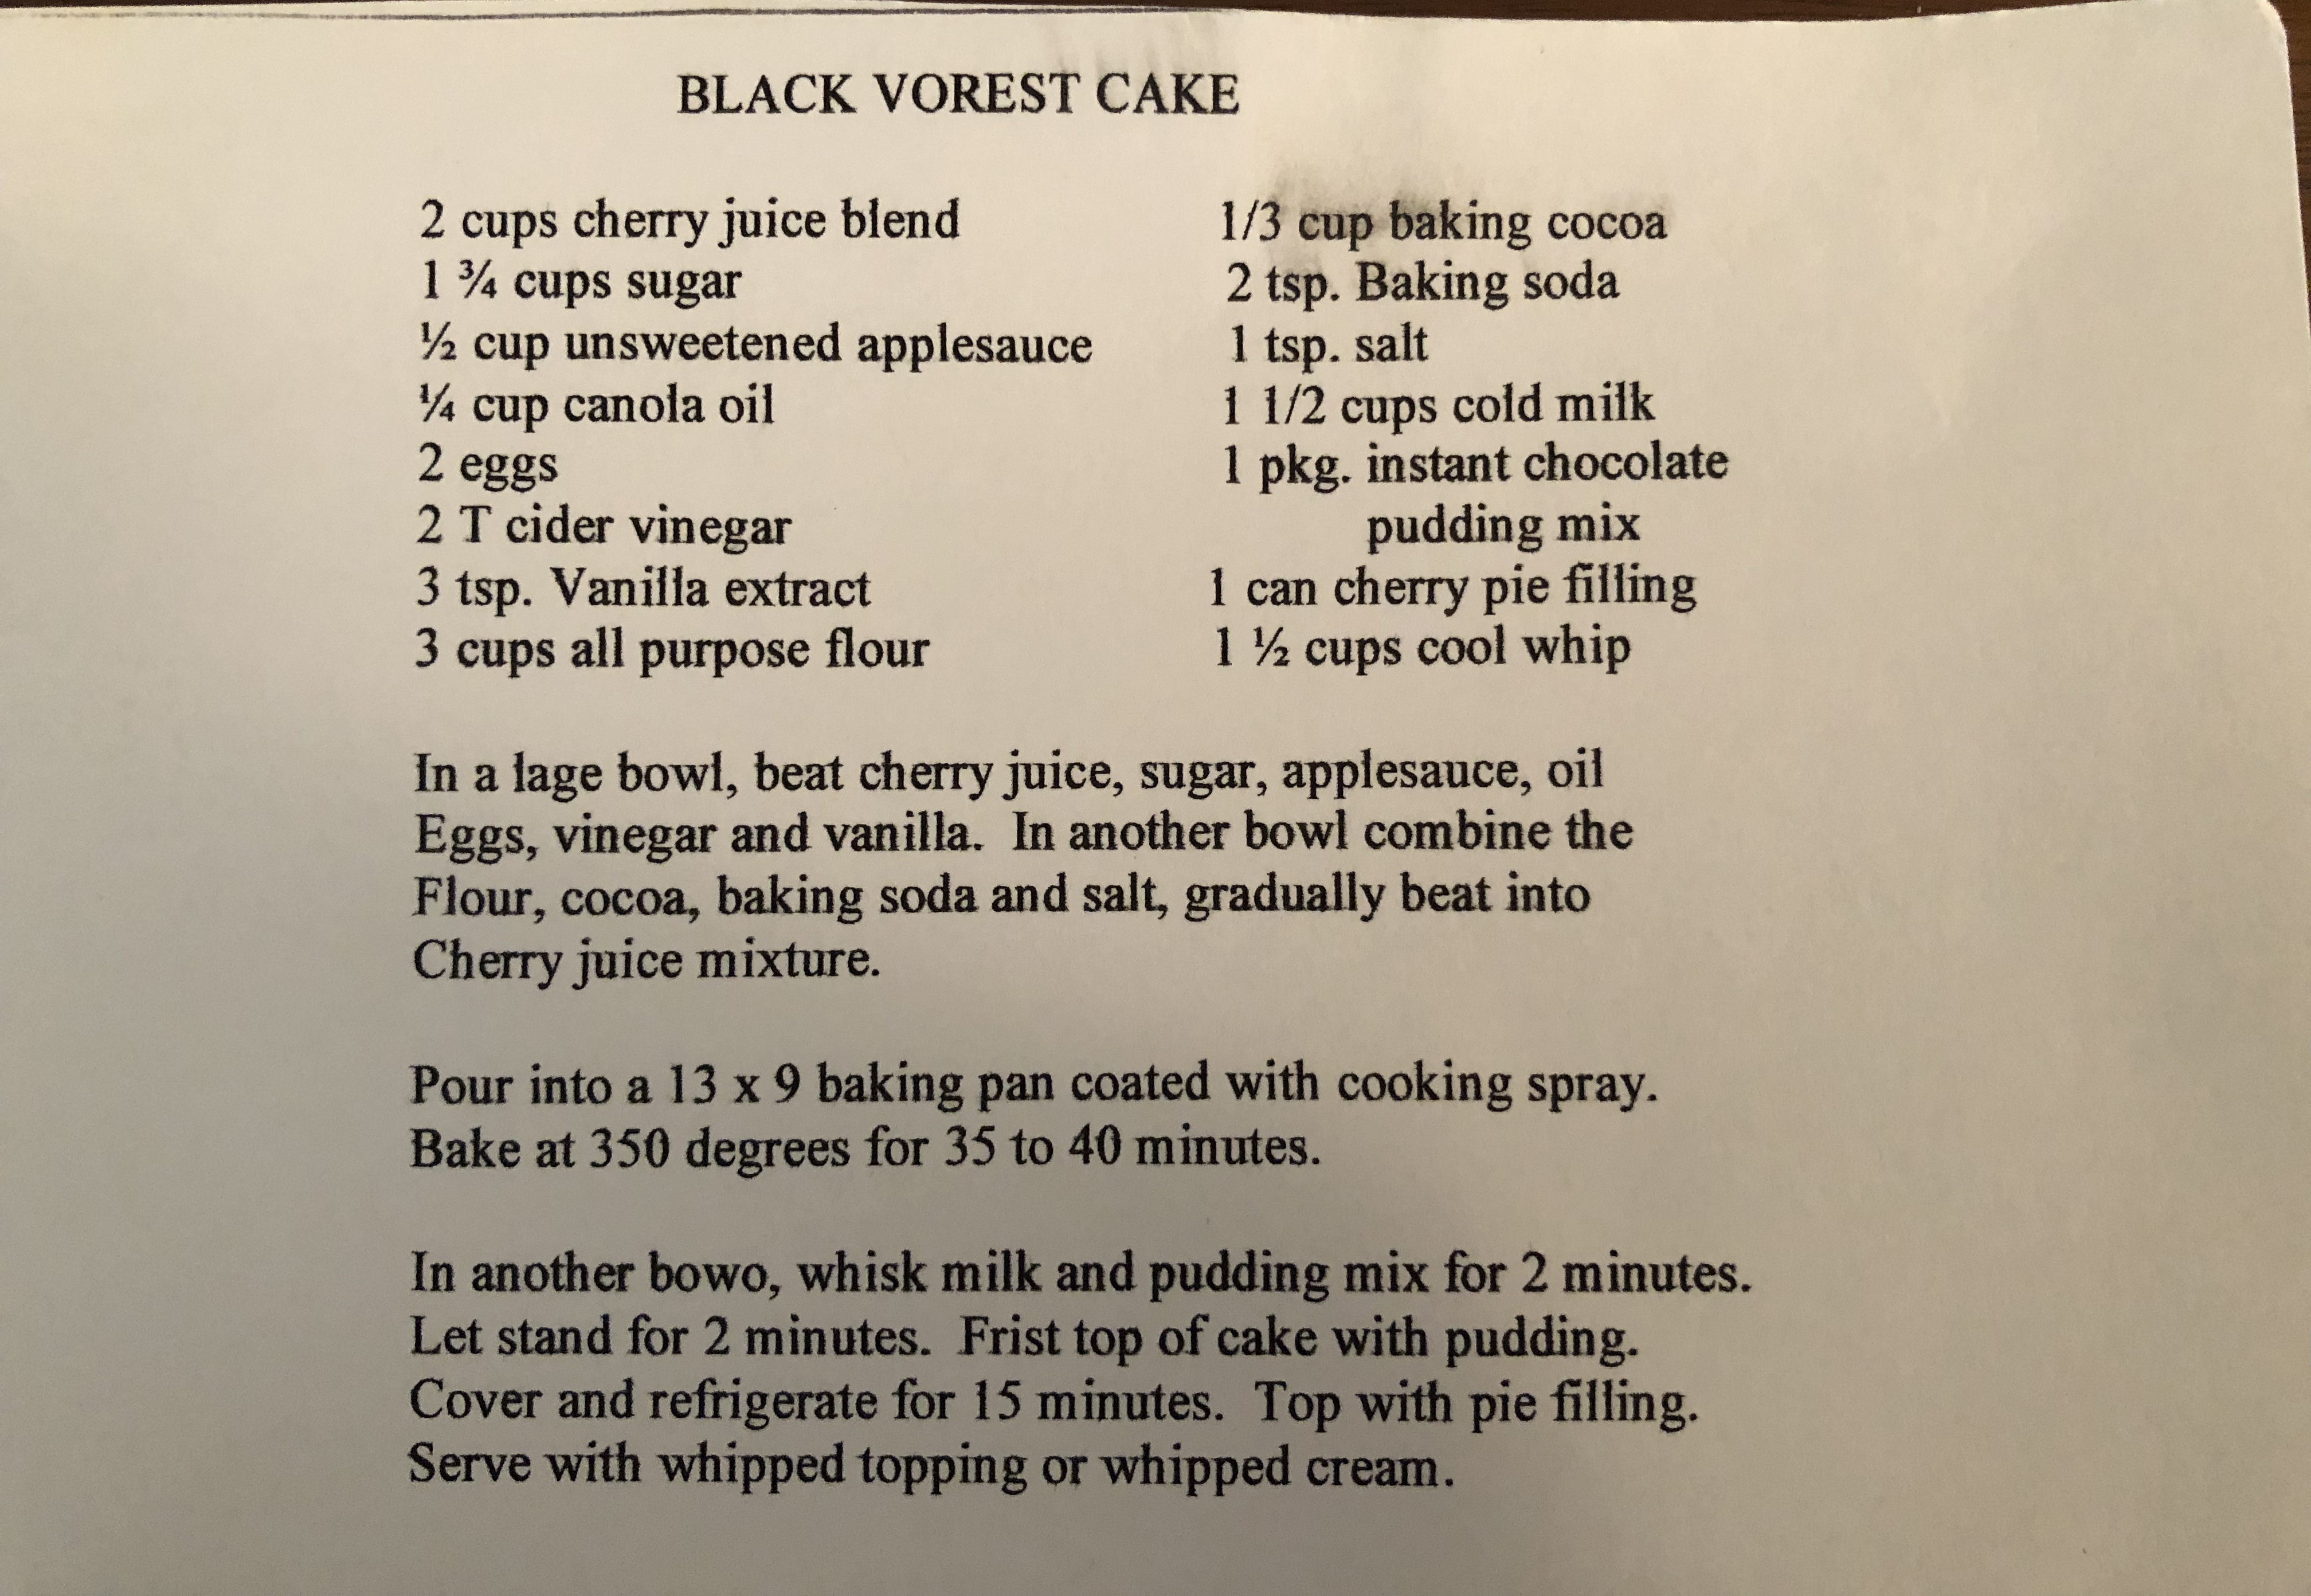 BLACK VOREST CAKE
2 cups cherry juice blend
1 ¾ cups sugar
½ cup unsweetened applesauce
¼ cup canola oil
2 eggs
2 T cider vinegar
3 tsp. Vanilla extract
3 cups all purpose flour
1/3 cup baking cocoa
2 tsp. Baking soda
1 tsp. salt
1 1/2 cups cold milk
1 pkg. instant chocolate
pudding mix
1 can cherry pie filling
1 ½ cups cool whip
In a lage bowl, beat cherry juice, sugar, applesauce, oil
Eggs, vinegar and vanilla. In another bowl combine the
Flour, cocoa, baking soda and salt, gradually beat into
Cherry juice mixture.
Pour into a 13 x 9 baking pan coated with cooking spray.
Bake at 350 degrees for 35 to 40 minutes.
In another bowo, whisk milk and pudding mix for 2 minutes.
Let stand for 2 minutes. Frist top of cake with pudding.
Cover and refrigerate for 15 minutes. Top with pie filling.
Serve with whipped topping or whipped cream.